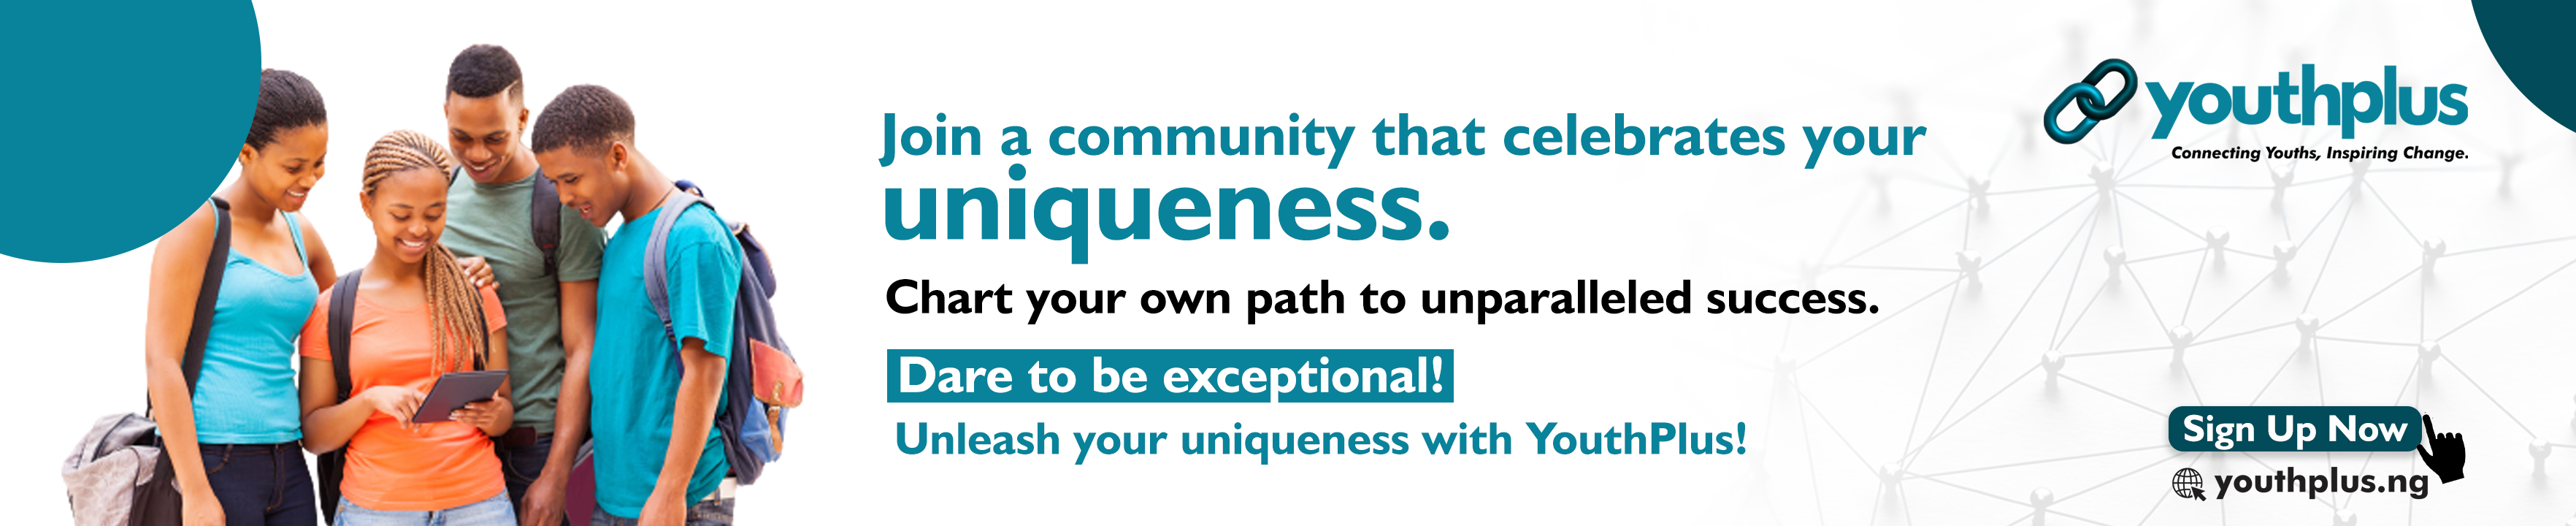 Join a community that celebrates your
uniqueness.
Chart your own path to unparalleled success.
Dare to be exceptional!
Unleash your uniqueness with YouthPlus!
youthplus
Connecting Youths, Inspiring Change.
Sign Up Now
youthplus.ng